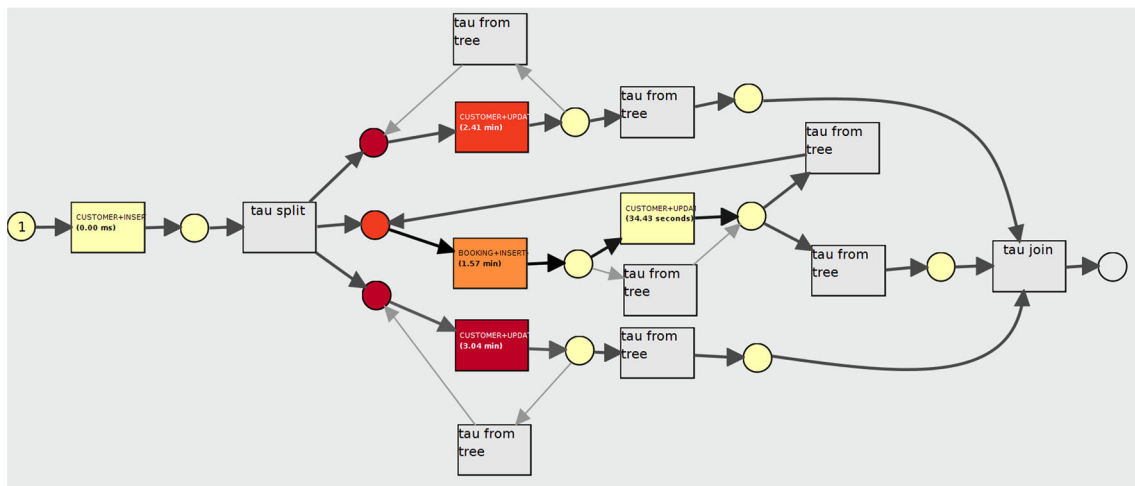 tau from
tree
CUSTOMER+UPDAT
(2.41 min)
tau from
tree
tau from
tree
1
CUSTOMER+INSERT
(0.00 ms)
tau split
CUSTOMER+UPDAT
(34.43 seconds)
BOOKING+INSERT+
(1.57 min)
tau from
tree
tau from
tree
tau join
CUSTOMER+UPDAT
(3.04 min)
tau from
tree
tau from
tree